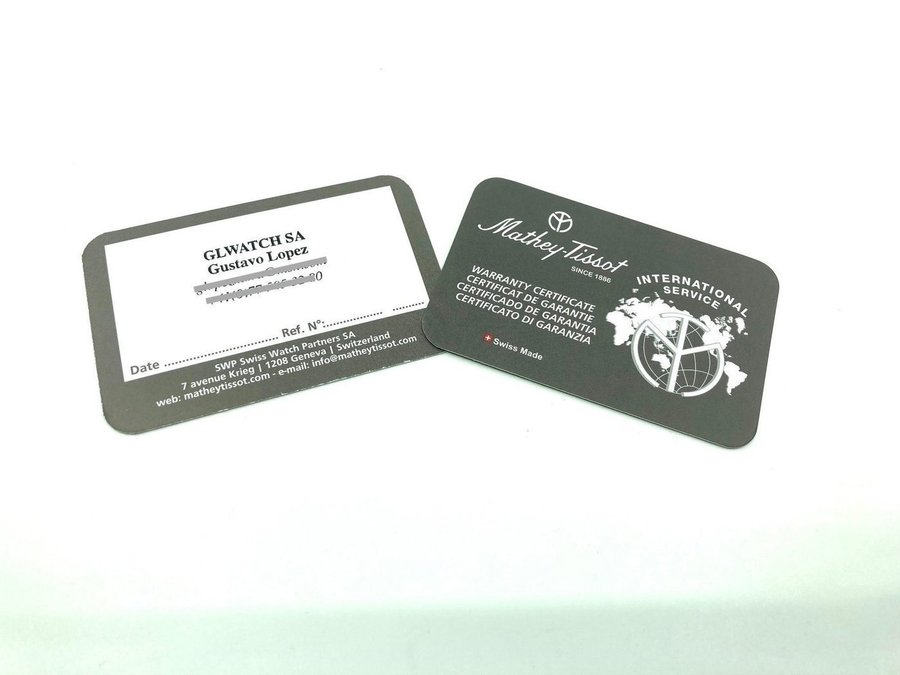 GLWATCH SA
Gustavo Lopez
Date ........................................ Ref. N°:........................ ............
SWP Swiss Watch Partners SA
7 avenue Krieg | 1208 Geneva | Switzerland
web: matheytissot.com - e-mail: info@matheytissot.com
Mathey-Tissot
SINCE 1886
WARRANTY CERTIFICATE
CERTIFICAT DE GARANTIE
CERTIFICADO DE GARANTIA
CERTIFICATO DI GARANZIA
Swiss Made
INTERNATIONAL
SERVICE